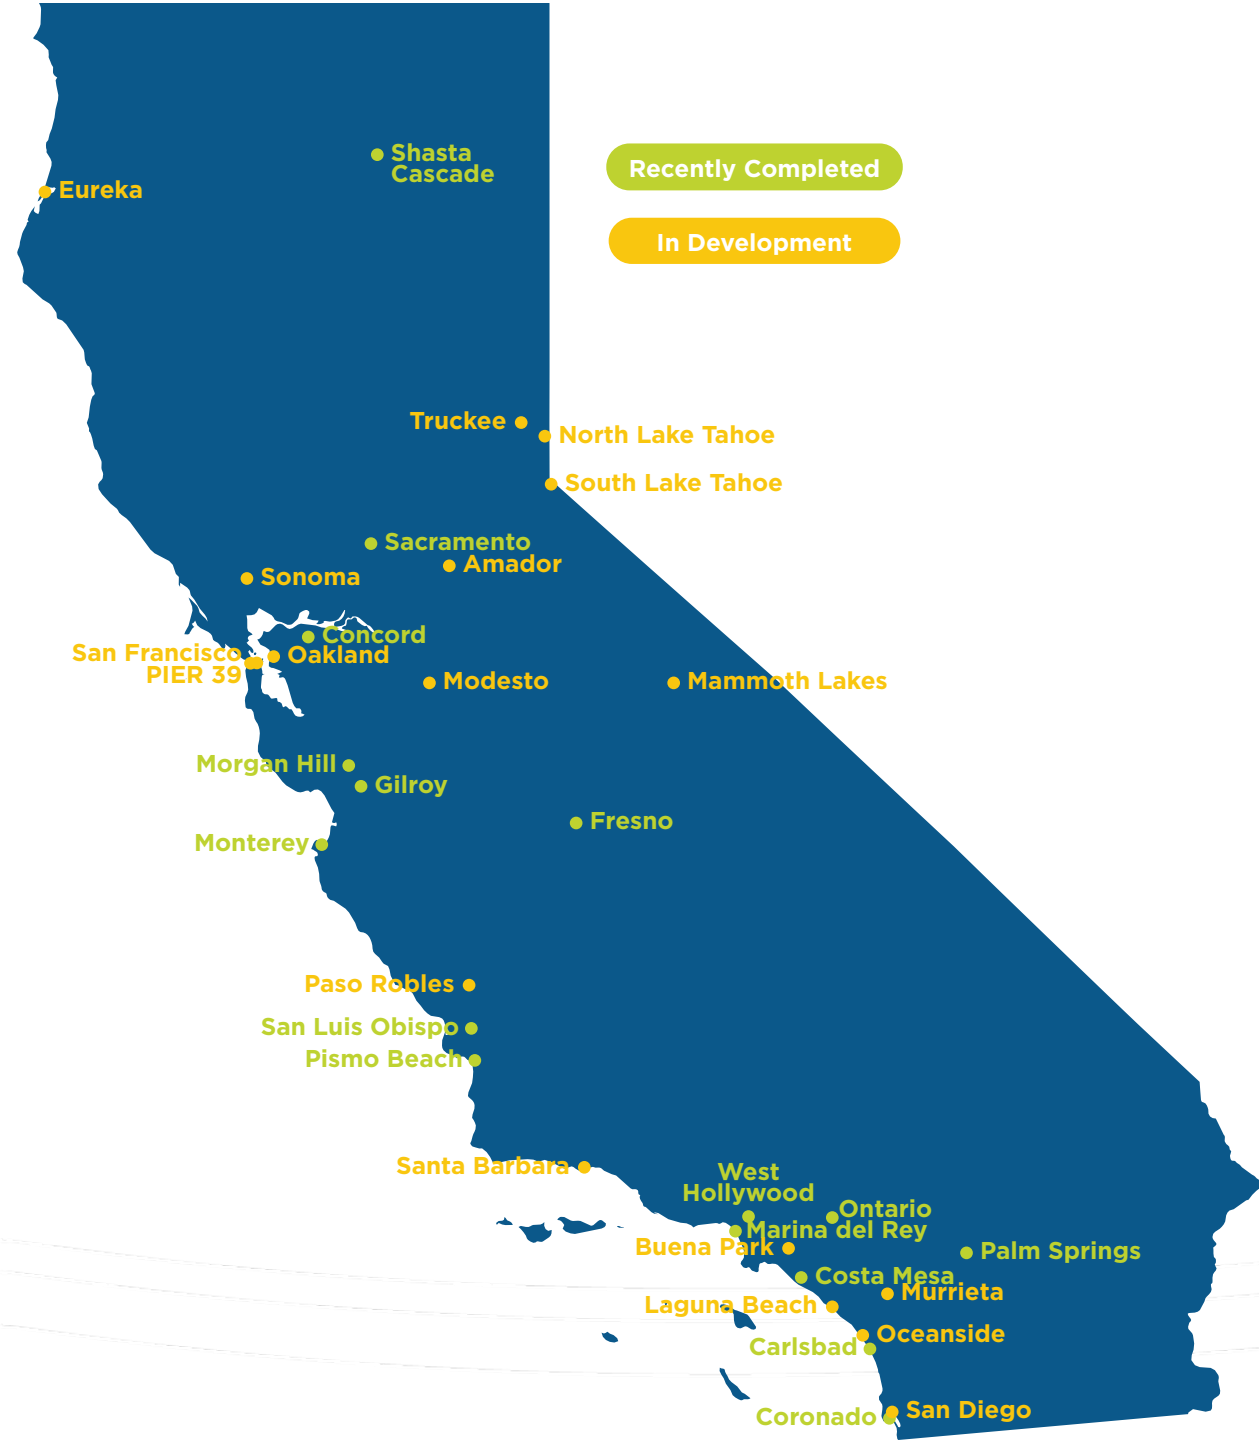 Shasta
Cascade
Recently Completed
Eureka
In Development
Truckee
North Lake Tahoe
South Lake Tahoe
Sacramento
Amador
Sonoma
Concord
San Francisco
PIER 39
Oakland
Modesto
Mammoth Lakes
Morgan Hill
Gilroy
Fresno
Monterey
Paso Robles
San Luis Obispo
Pismo Beach
Santa Barbara
West
Hollywood
Ontario
Marina del Rey
Buena Park
Palm Springs
Costa Mesa
Murrieta
Laguna Beach
Oceanside
Carlsbad
San Diego
Coronado